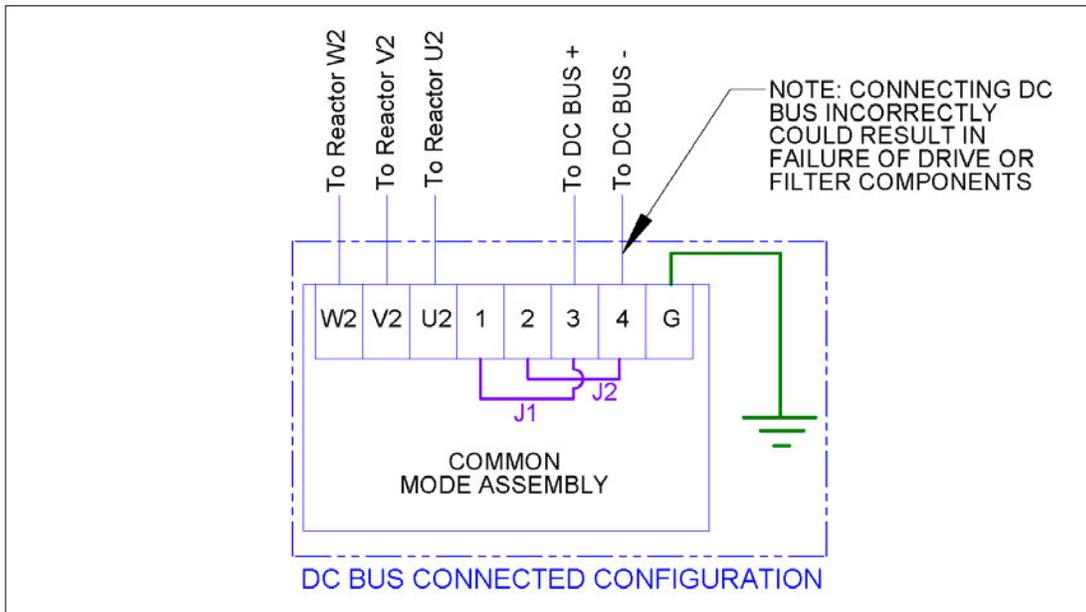 To Reactor W2
To Reactor V2
To Reactor U2
To DC BUS +
To DC BUS -
NOTE: CONNECTING DC
BUS INCORRECTLY
COULD RESULT IN
FAILURE OF DRIVE OR
FILTER COMPONENTS
W2 V2 U2 1 2 3 4 G
J2
J1
COMMON
MODE ASSEMBLY
DC BUS CONNECTED CONFIGURATION